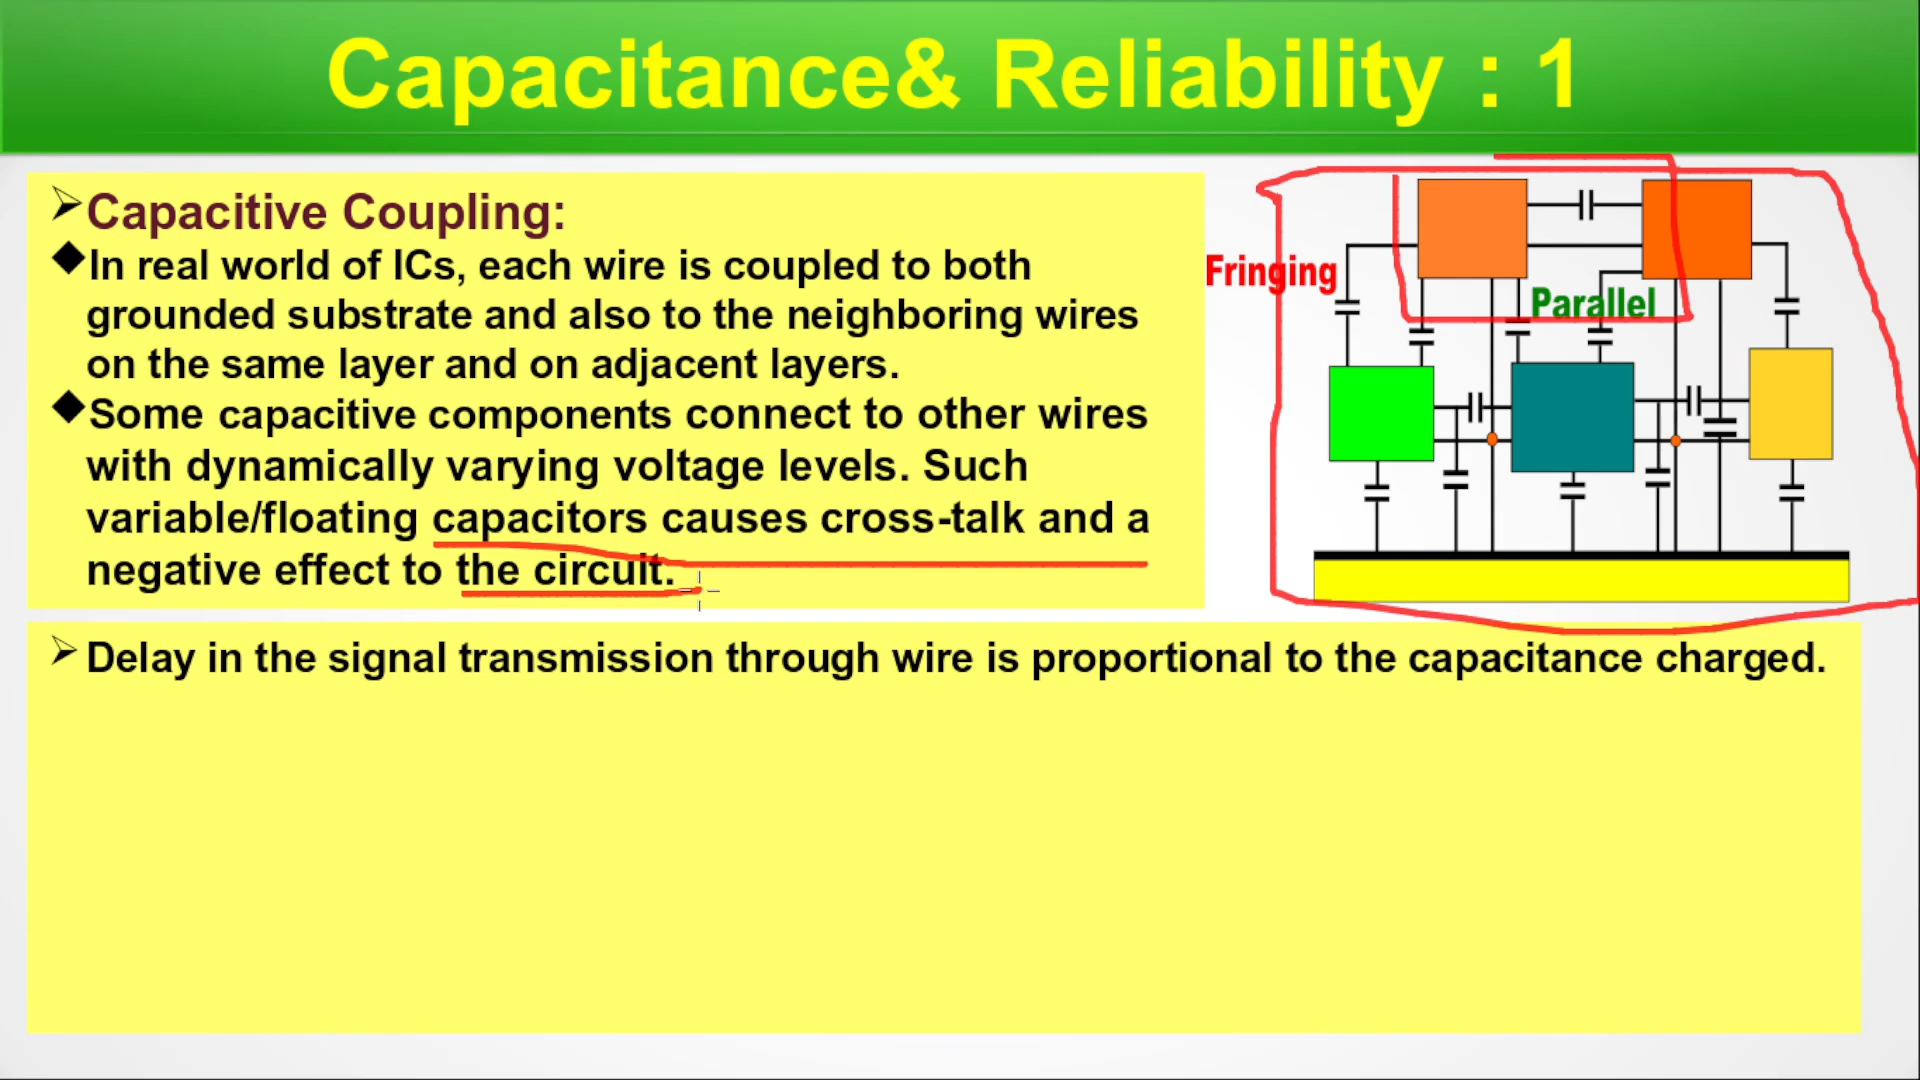 Capacitance& Reliability : 1
Capacitive Coupling:
In real world of ICs, each wire is coupled to both
grounded substrate and also to the neighboring wires
on the same layer and on adjacent layers.
Some capacitive components connect to other wires
with dynamically varying voltage levels. Such
variable/floating capacitors causes cross-talk and a
negative effect to the circuit.
Fringing
Parallel
Delay in the signal transmission through wire is proportional to the capacitance charged.